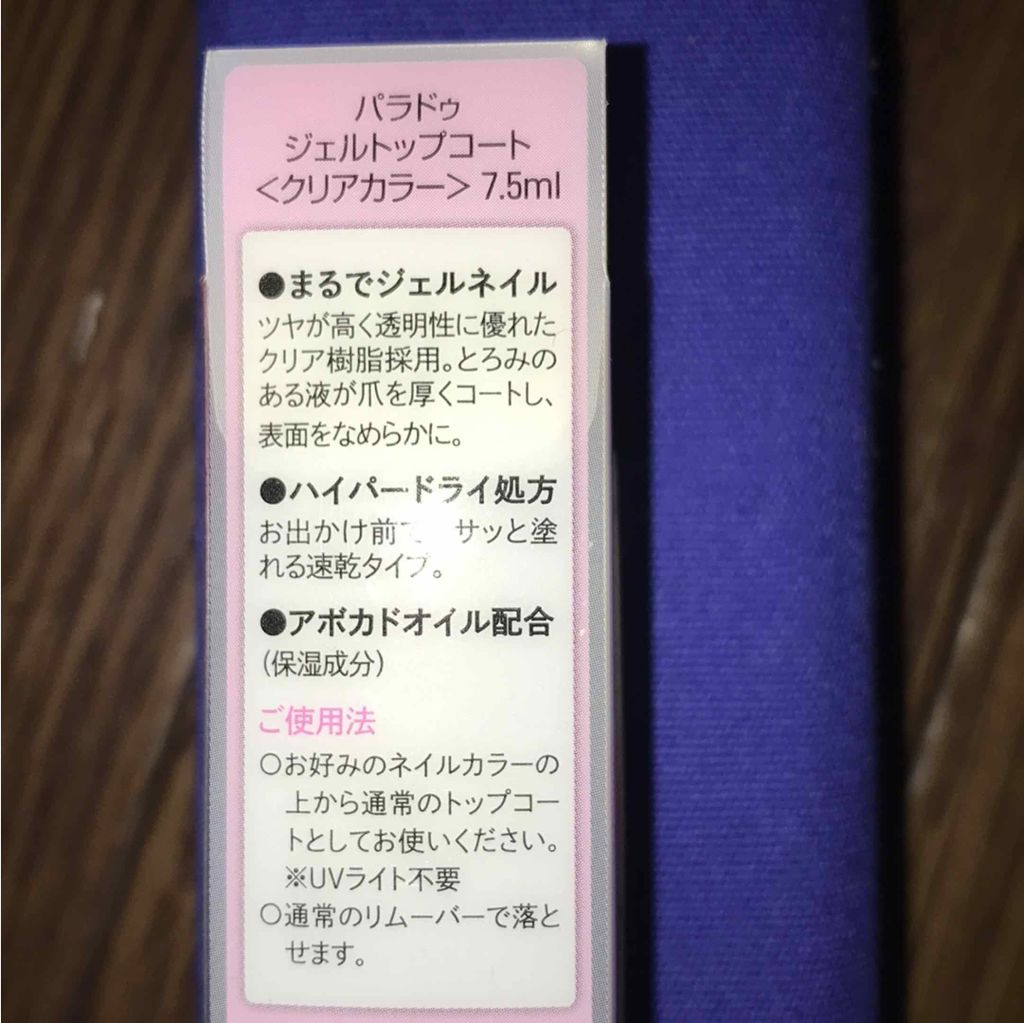 パラドゥ
ジェルトップコート
＜クリアカラー＞ 7.5ml
●まるでジェルネイル
ツヤが高く透明性に優れた
クリア樹脂採用。とろみの
ある液が爪を厚くコートし、
表面をなめらかに。
●ハイパードライ処方
お出かけ前 サッと塗
れる速乾タイプ。
●アボカドオイル配合
（保湿成分）
ご使用法
○お好みのネイルカラーの
上から通常のトップコー
トとしてお使いください。
※UVライト不要
○通常のリムーバーで落と
せます。